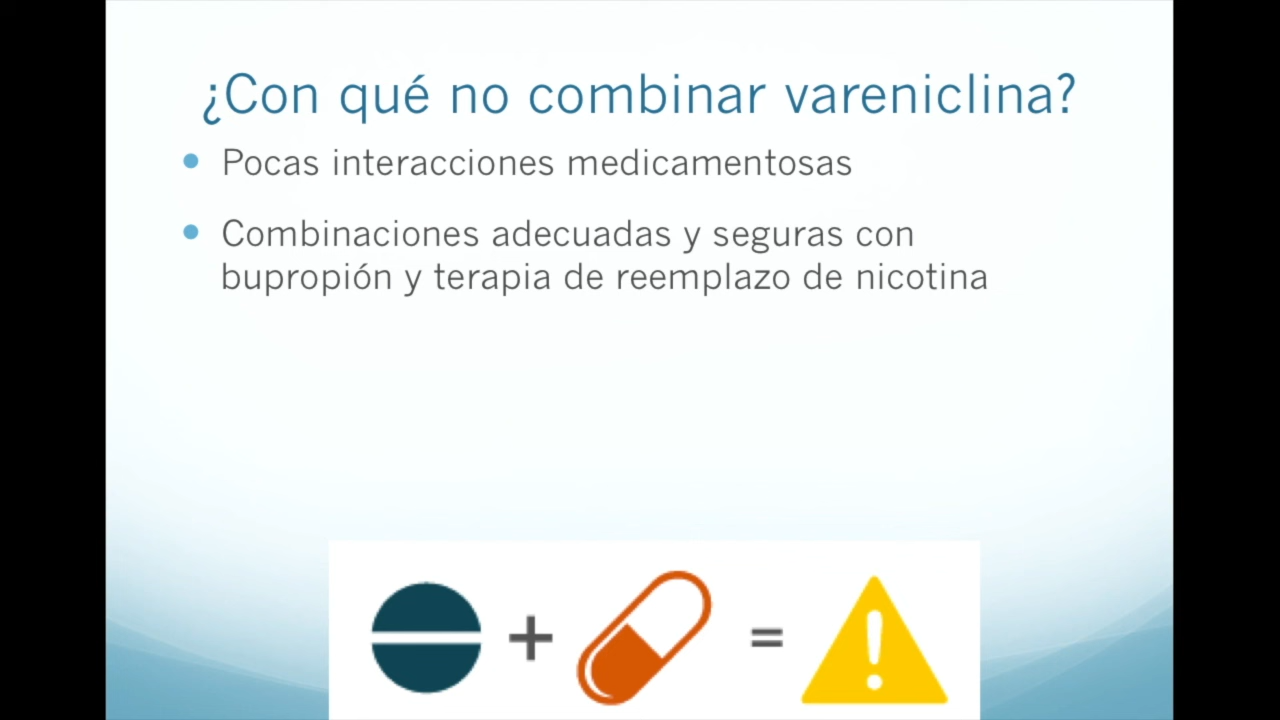 ¿Con qué no combinar vareniclina?
Pocas interacciones medicamentosas
Combinaciones adecuadas y seguras con
bupropión y terapia de reemplazo de nicotina